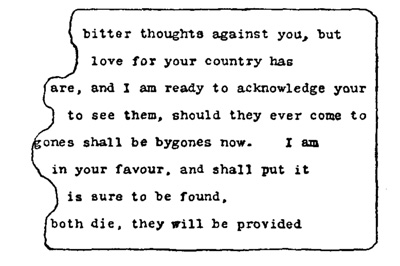 bitter thoughts against you, but
love for your country has
are, and I am ready to acknowledge your
to see them, should they ever come to
gones shall be bygones now. I am
in your favour, and shall put it
is sure to be found,
both die, they will be provided